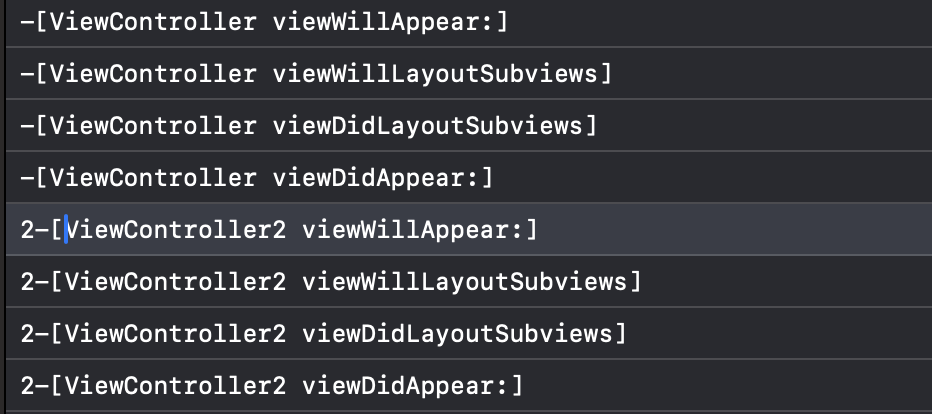 -[ViewController viewWillAppear:]
-[ViewController viewWillLayoutSubviews]
-[ViewController viewDidLayoutSubviews]
-[ViewController viewDidAppear:]
2-[ViewController2 viewWillAppear:]
2-[ViewController2 viewWillLayoutSubviews]
2-[ViewController2 viewDidLayoutSubviews]
2-[ViewController2 viewDidAppear:]